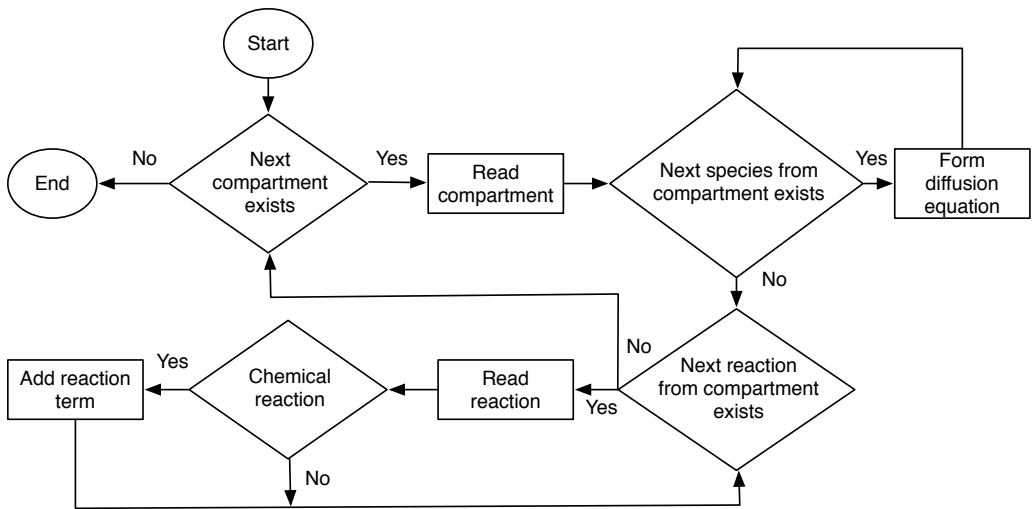 Start
No
End
Next
compartment
exists
Yes
Read
compartment
Next species from
compartment exists
Yes
Form
diffusion
equation
No
Next reaction
from compartment
exists
No
Yes
Read
reaction
Chemical
reaction
Yes
Add reaction
term
No